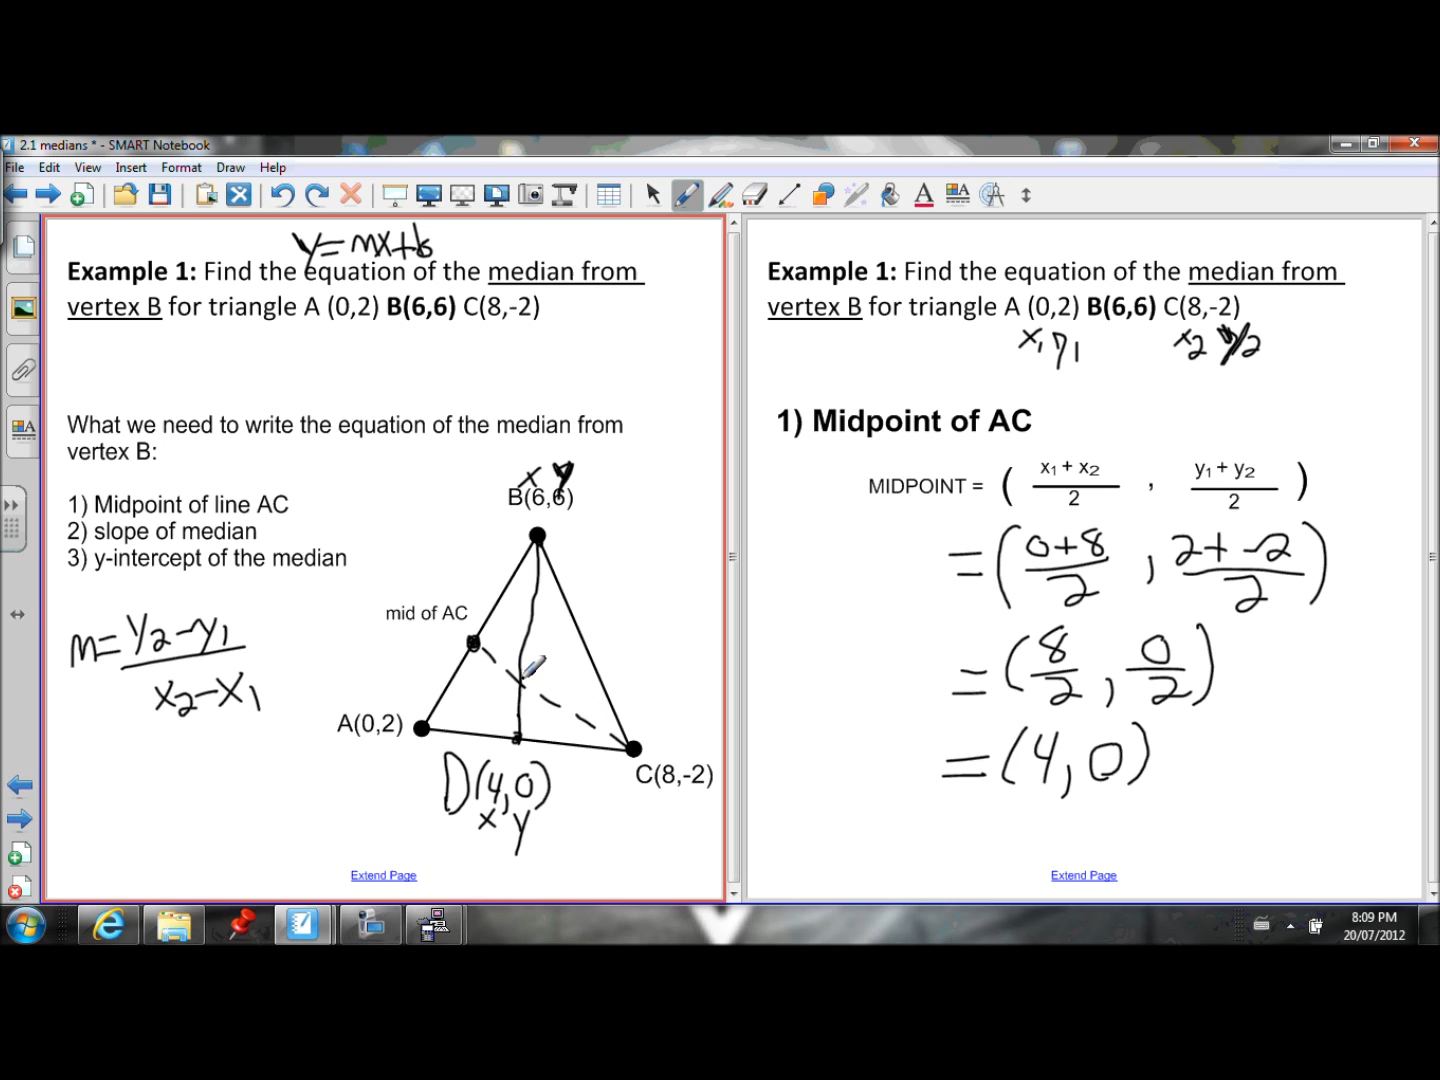 2.1 medians * - SMART Notebook
File Edit View Insert Format Draw Help
y=mx+b
Example 1: Find the equation of the median from
vertex B for triangle A (0,2) B(6,6) C(8,-2)
What we need to write the equation of the median from
vertex B:
1) Midpoint of line AC
2) slope of median
3) y-intercept of the median
m= y2-y1
x2-x1
x y
B(6,6)
mid of AC
A(0,2)
C(8,-2)
D(4,0)
x y
Extend Page
Example 1: Find the equation of the median from
vertex B for triangle A (0,2) B(6,6) C(8,-2)
x1 y1 x2 y2
1) Midpoint of AC
MIDPOINT = ( x1 + x2 / 2 , y1 + y2 / 2 )
= ( 0+8 / 2 , 2+-2 / 2 )
= ( 8 / 2 , 0 / 2 )
= (4,0)
Extend Page
8:09 PM
20/07/2012